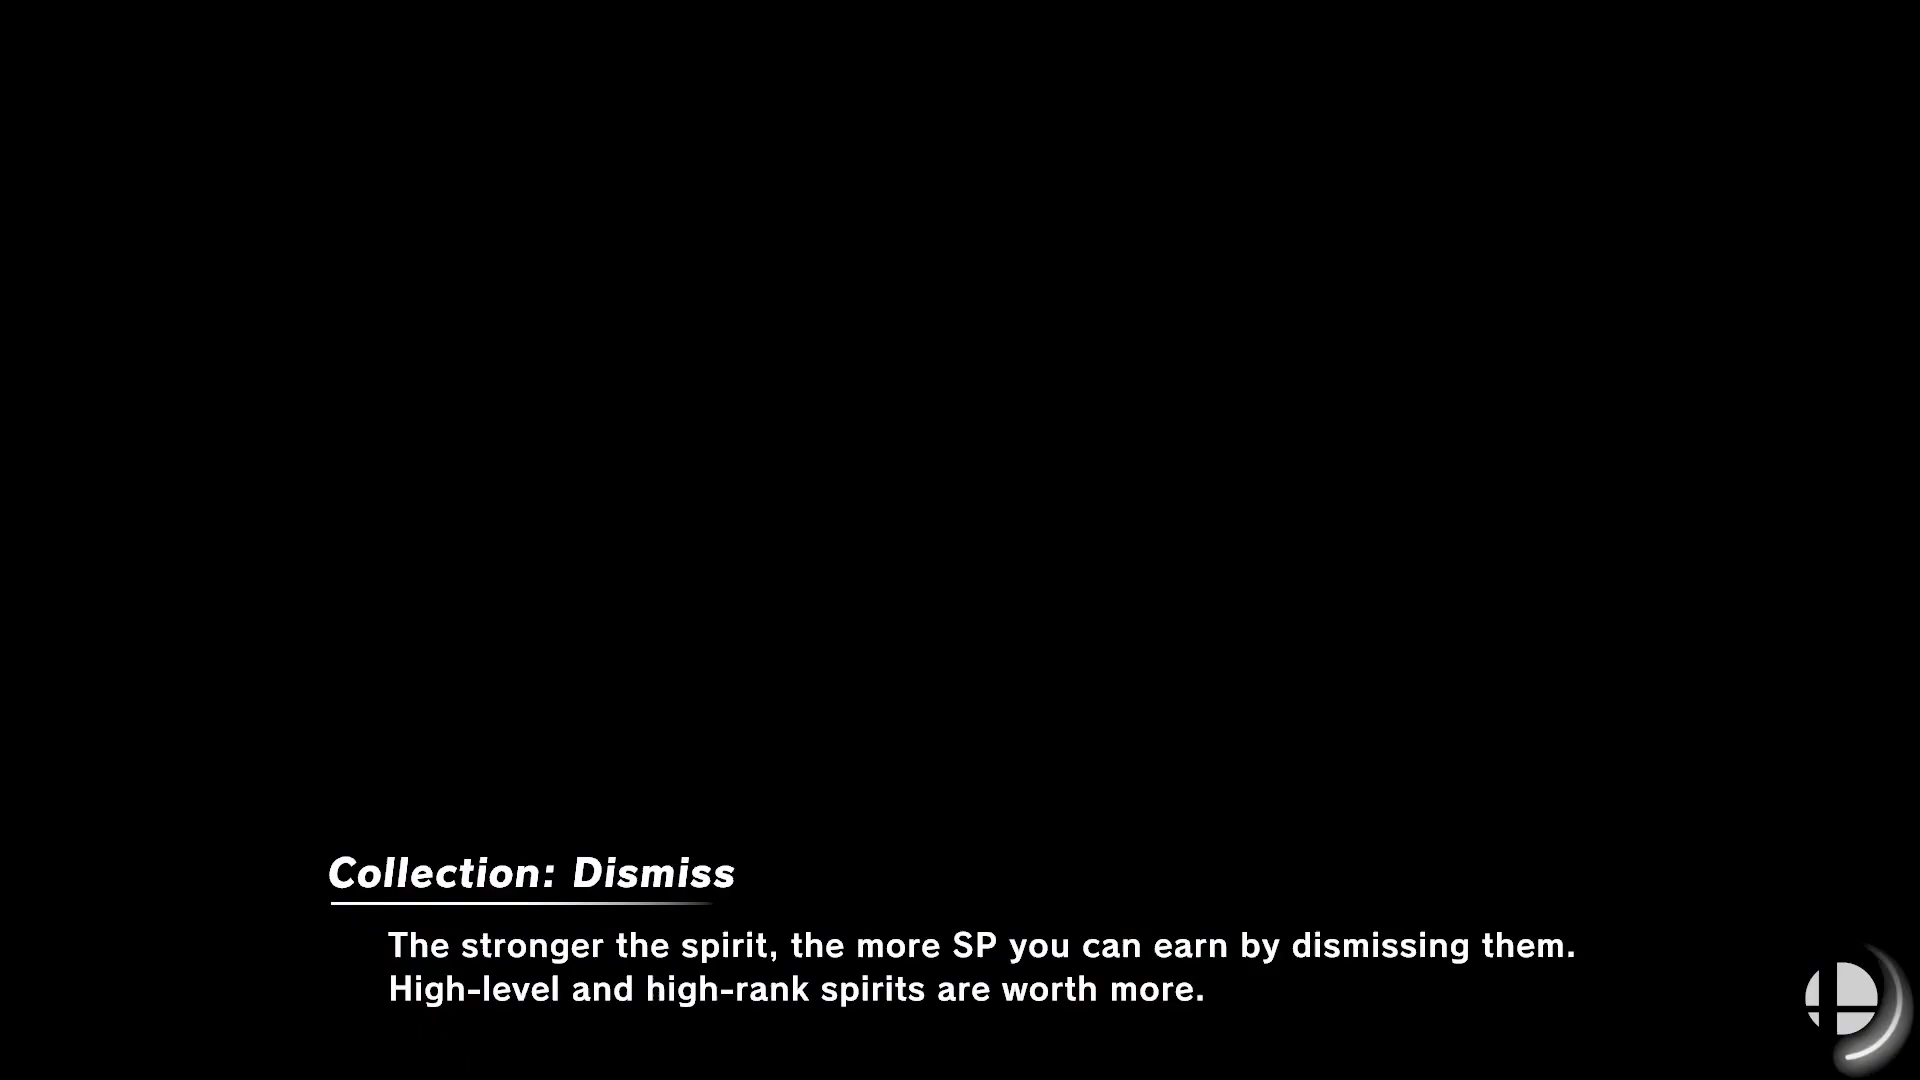 Collection: Dismiss
The stronger the spirit, the more SP you can earn by dismissing them.
High-level and high-rank spirits are worth more.